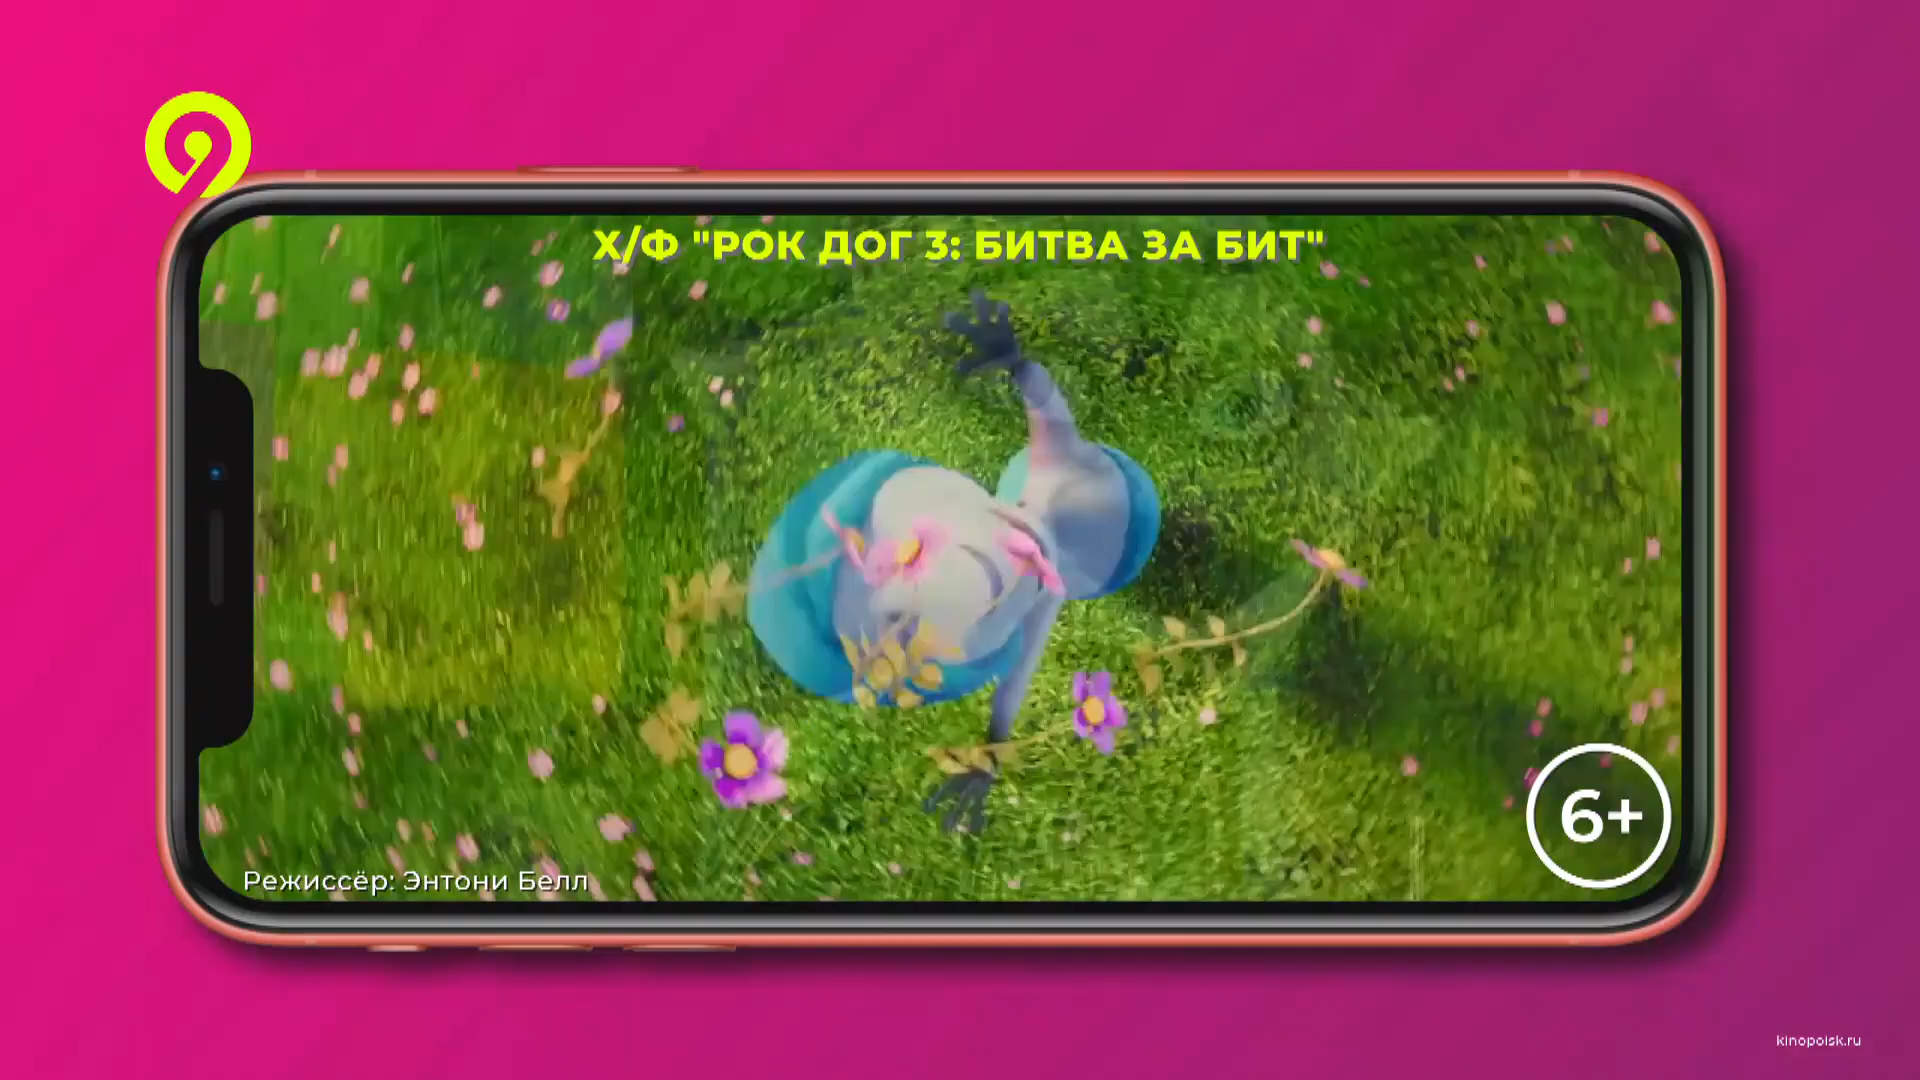 Х/Ф "РОК ДОГ 3: БИТВА ЗА БИТ"
6+
Режиссёр: Энтони Белл
kinopoisk.ru